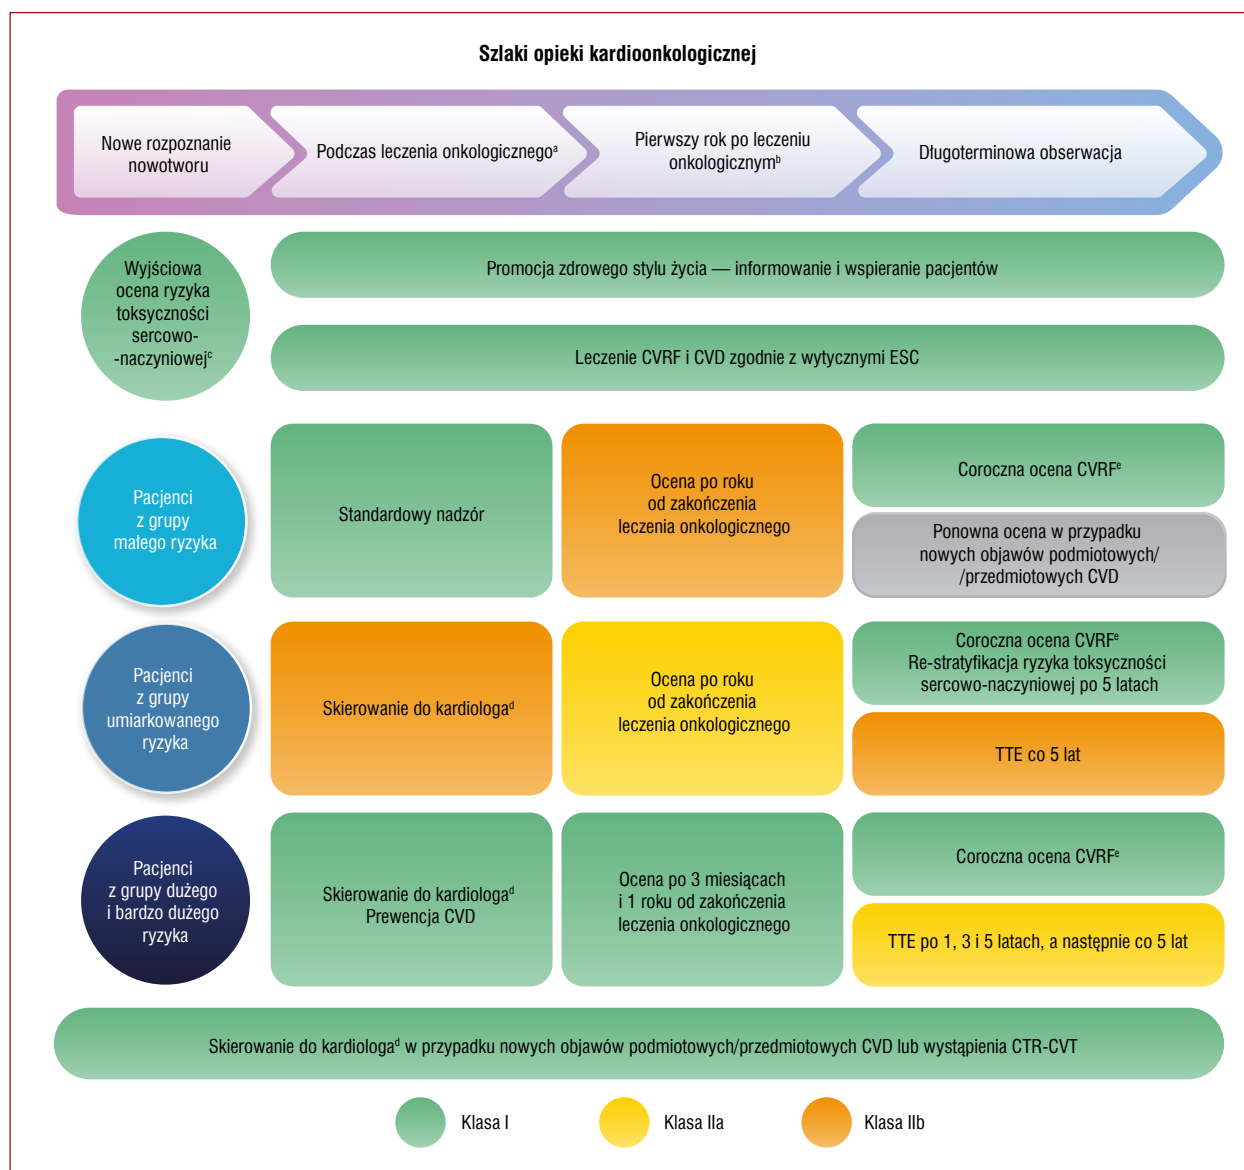 Szlaki opieki kardioonkologicznej
Nowe rozpoznanie
nowotworu
Podczas leczenia onkologicznegoᵃ
Pierwszy rok po leczeniu
onkologicznymᵇ
Długoterminowa obserwacja
Wyjściowa
ocena ryzyka
toksyczności
sercowo-
-naczyniowejᶜ
Promocja zdrowego stylu życia — informowanie i wspieranie pacjentów
Leczenie CVRF i CVD zgodnie z wytycznymi ESC
Pacjenci
z grupy
małego ryzyka
Standardowy nadzór
Ocena po roku
od zakończenia
leczenia onkologicznego
Coroczna ocena CVRFᵉ
Ponowna ocena w przypadku
nowych objawów podmiotowych/
/przedmiotowych CVD
Pacjenci
z grupy
umiarkowanego
ryzyka
Skierowanie do kardiologaᵈ
Ocena po roku
od zakończenia
leczenia onkologicznego
Coroczna ocena CVRFᵉ
Re-stratyfikacja ryzyka toksyczności
sercowo-naczyniowej po 5 latach
TTE co 5 lat
Pacjenci
z grupy dużego
i bardzo dużego
ryzyka
Skierowanie do kardiologaᵈ
Prewencja CVD
Ocena po 3 miesiącach
i 1 roku od zakończenia
leczenia onkologicznego
Coroczna ocena CVRFᵉ
TTE po 1, 3 i 5 latach, a następnie co 5 lat
Skierowanie do kardiologaᵈ w przypadku nowych objawów podmiotowych/przedmiotowych CVD lub wystąpienia CTR-CVT
Klasa I
Klasa IIa
Klasa IIb